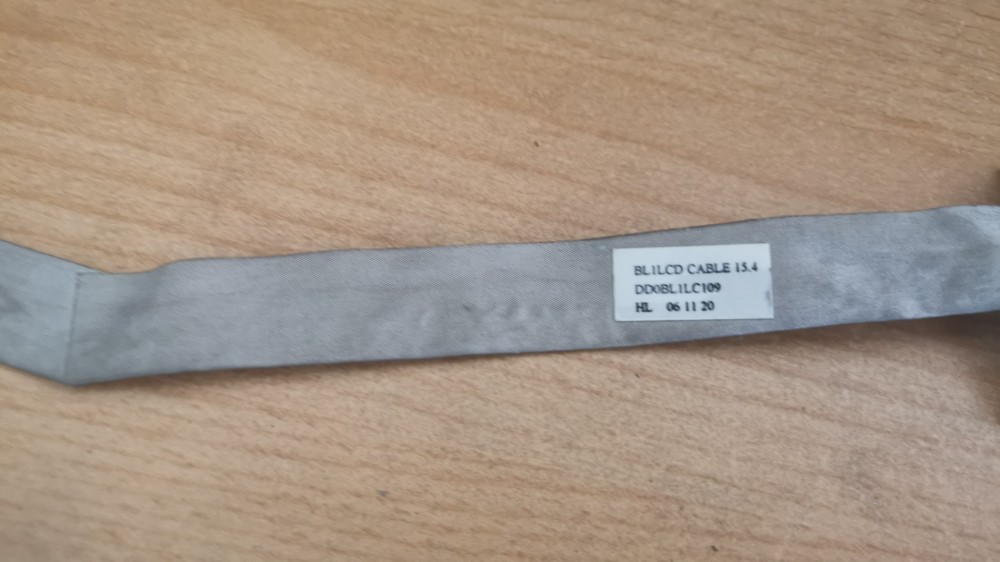 BL1LCD CABLE 15.4
DD0BL1LC109
HL 06 11 20